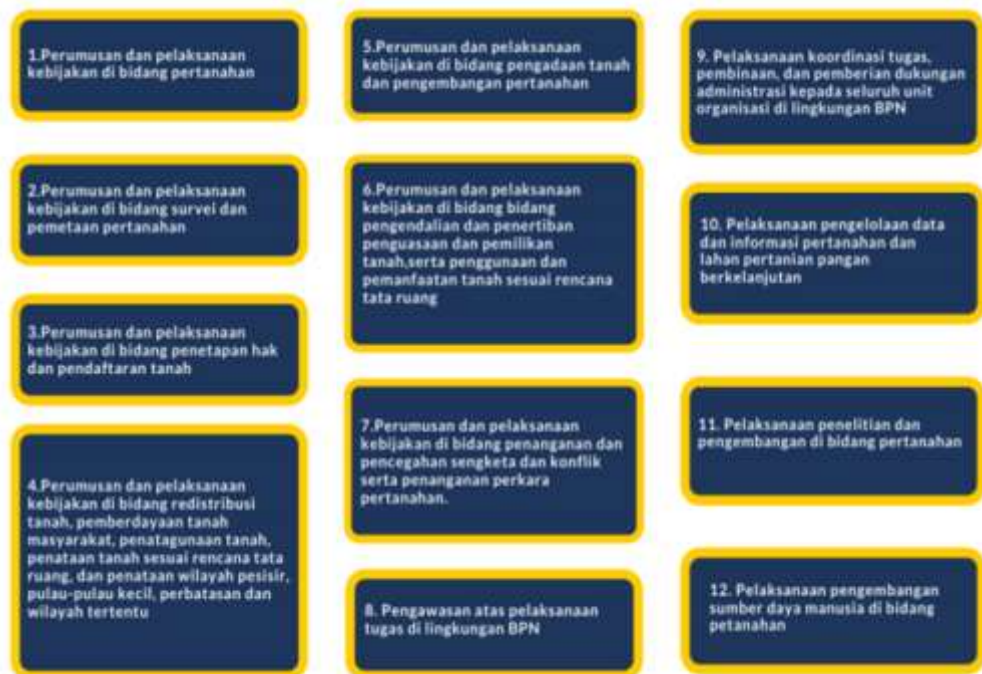 1.Perumusan dan pelaksanaan
kebijakan di bidang pertanahan
2.Perumusan dan pelaksanaan
kebijakan di bidang survei dan
pemetaan pertanahan
3.Perumusan dan pelaksanaan
kebijakan di bidang penetapan hak
dan pendaftaran tanah
4.Perumusan dan pelaksanaan
kebijakan di bidang redistribusi
tanah, pemberdayaan tanah
masyarakat, penatagunaan tanah,
penataan tanah sesuai rencana tata
ruang, dan penataan wilayah pesisir,
pulau-pulau kecil, perbatasan dan
wilayah tertentu
5.Perumusan dan pelaksanaan
kebijakan di bidang pengadaan tanah
dan pengembangan pertanahan
6.Perumusan dan pelaksanaan
kebijakan di bidang bidang
pengendalian dan penertiban
penguasaan dan pemilikan
tanah,serta penggunaan dan
pemanfaatan tanah sesuai rencana
tata ruang
7.Perumusan dan pelaksanaan
kebijakan di bidang penanganan dan
pencegahan sengketa dan konflik
serta penanganan perkara
pertanahan.
8. Pengawasan atas pelaksanaan
tugas di lingkungan BPN
9. Pelaksanaan koordinasi tugas,
pembinaan, dan pemberian dukungan
administrasi kepada seluruh unit
organisasi di lingkungan BPN
10. Pelaksanaan pengelolaan data
dan informasi pertanahan dan
lahan pertanian pangan
berkelanjutan
11. Pelaksanaan penelitian dan
pengembangan di bidang pertanahan
12. Pelaksanaan pengembangan
sumber daya manusia di bidang
petanahan